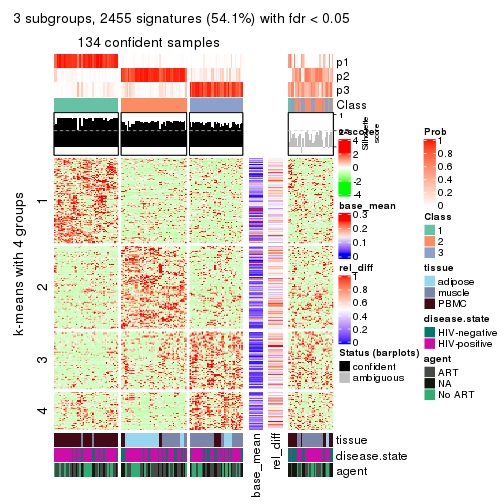 3 subgroups, 2455 signatures (54.1%) with fdr < 0.05
134 confident samples
p1
p2
p3
Class
1
Silhouette
score
k-means with 4 groups
1
2
3
4
tissue
disease.state
agent
base_mean
rel_diff
z-score
4
2
0
-2
-4
base_mean
0.3
0.2
0.1
0
rel_diff
1
0.8
0.6
0.4
0.2
0
Status (barplots)
confident
ambiguous
Prob
1
0.8
0.6
0.4
0.2
0
Class
1
2
3
tissue
adipose
muscle
PBMC
disease.state
HIV-negative
HIV-positive
agent
ART
NA
No ART